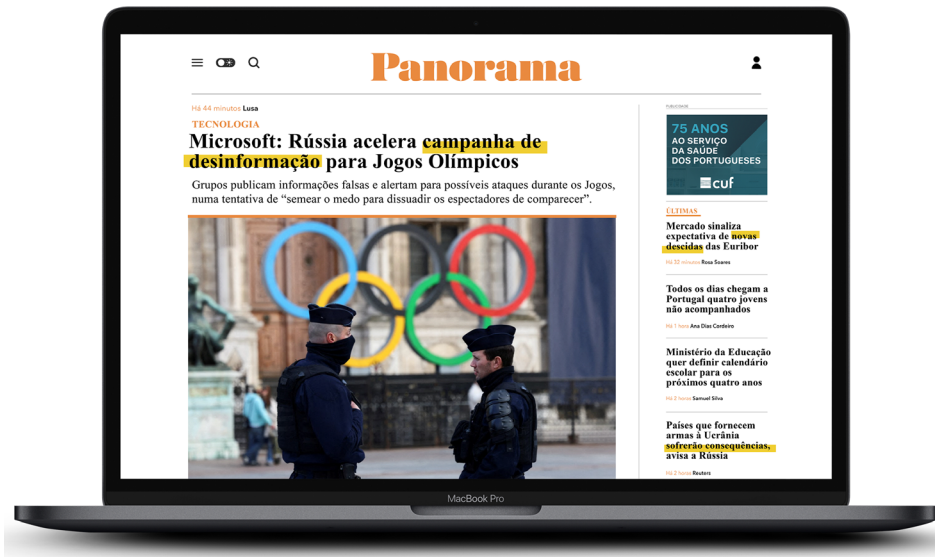 Panorama
Há 44 minutos Lusa
TECNOLOGIA
Microsoft: Rússia acelera campanha de
desinformação para Jogos Olímpicos
Grupos publicam informações falsas e alertam para possíveis ataques durante os Jogos,
numa tentativa de “semear o medo para dissuadir os espectadores de comparecer”.
PUBLICIDADE
75 ANOS
AO SERVIÇO
DA SAÚDE
DOS PORTUGUESES
cuf
ÚLTIMAS
Mercado sinaliza
expectativa de novas
descidas das Euribor
Há 32 minutos Rosa Soares
Todos os dias chegam a
Portugal quatro jovens
não acompanhados
Há 1 hora Ana Dias Cordeiro
Ministério da Educação
quer definir calendário
escolar para os
próximos quatro anos
Há 2 horas Samuel Silva
Países que fornecem
armas à Ucrânia
sofrerão consequências,
avisa a Rússia
Há 2 horas Reuters
MacBook Pro